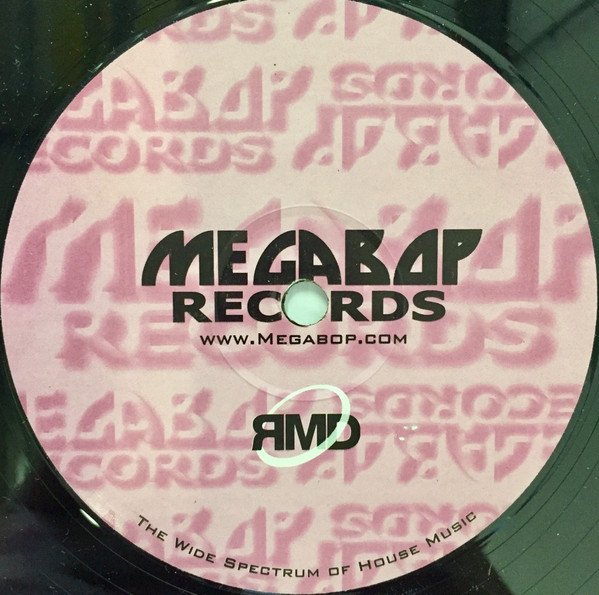 MEGABOP
RECORDS
www.Megabop.com
ЯMD
The Wide Spectrum of House Music